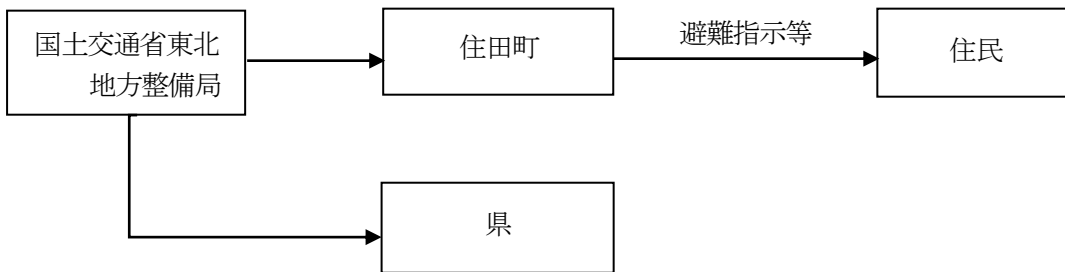 国土交通省東北
地方整備局
住田町
避難指示等
住民
県